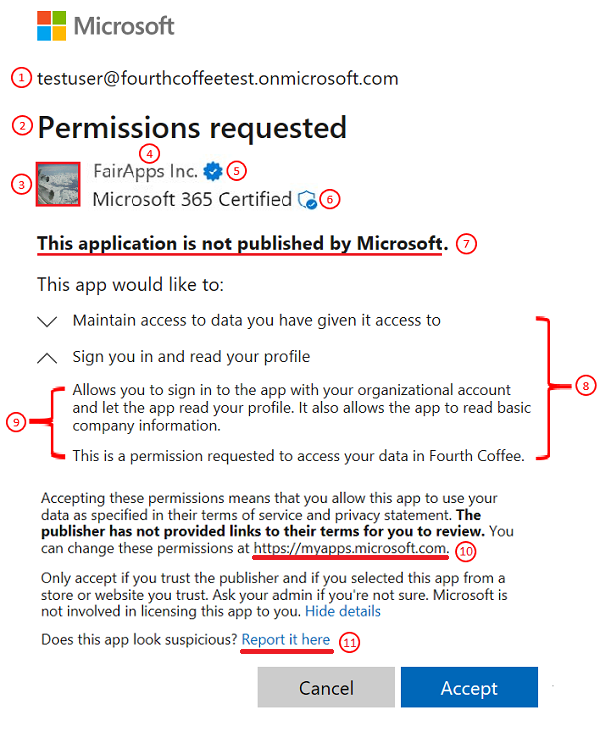 Microsoft
1 testuser@fourthcoffeetest.onmicrosoft.com
2 Permissions requested
4
3 FairApps Inc. 5
Microsoft 365 Certified 6
This application is not published by Microsoft. 7
This app would like to:
Maintain access to data you have given it access to
Sign you in and read your profile
8
Allows you to sign in to the app with your organizational account
and let the app read your profile. It also allows the app to read basic
9
company information.
This is a permission requested to access your data in Fourth Coffee.
Accepting these permissions means that you allow this app to use your
data as specified in their terms of service and privacy statement. The
publisher has not provided links to their terms for you to review. You
can change these permissions at https://myapps.microsoft.com. 10
Only accept if you trust the publisher and if you selected this app from a
store or website you trust. Ask your admin if you're not sure. Microsoft is
not involved in licensing this app to you. Hide details
Does this app look suspicious? Report it here 11
Cancel
Accept